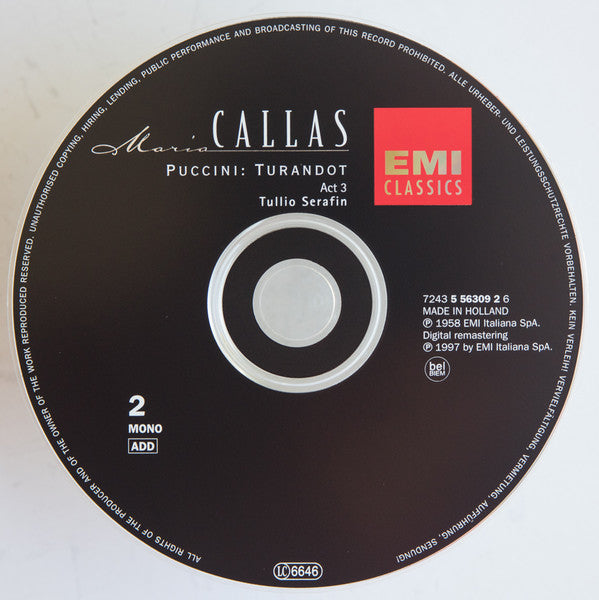 ALL RIGHTS OF THE PRODUCER AND OF THE OWNER OF THE WORK REPRODUCED RESERVED. UNAUTHORISED COPYING, HIRING, LENDING, PUBLIC PERFORMANCE AND BROADCASTING OF THIS RECORD PROHIBITED. ALLE URHEBER- UND LEISTUNGSSCHUTZRECHTE VORBEHALTEN. KEIN VERLEIH! VERVIELFÄLTIGUNG, VERMIETUNG, AUFFÜHRUNG, SENDUNG!
Maria CALLAS
PUCCINI: TURANDOT
Act 3
Tullio Serafin
EMI
CLASSICS
7243 5 56309 2 6
MADE IN HOLLAND
℗ 1958 EMI Italiana SpA.
Digital remastering
℗ 1997 by EMI Italiana SpA.
bel
BIEM
2
MONO
ADD
LC 6646